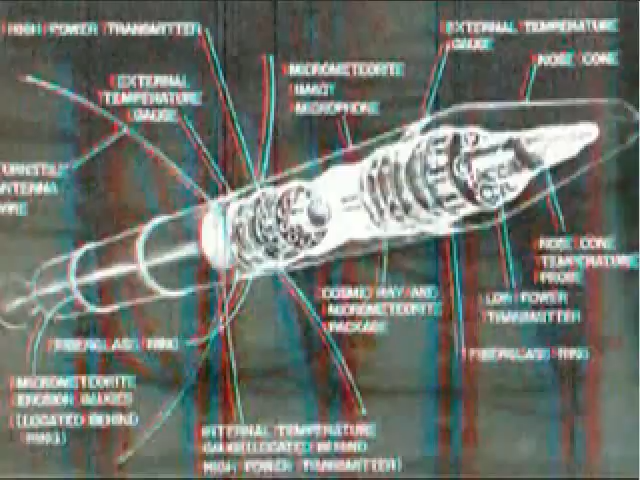 HIGH POWER TRANSMITTER
EXTERNAL TEMPERATURE
GAUGE
NOSE CONE
EXTERNAL
TEMPERATURE
GAUGE
MICROMETEORITE
MICROPHONE
ANTENNA
WIRE
NOSE CONE
TEMPERATURE
PROBE
COSMIC RAY AND
MICROMETEORITE
PACKAGE
LOW POWER
TRANSMITTER
FIBERGLASS RING
FIBERGLASS RING
MICROMETEORITE
EROSION GAUGES
(LOCATED BEHIND
RING)
INTERNAL TEMPERATURE
GAUGE (LOCATED BEHIND
HIGH POWER TRANSMITTER)